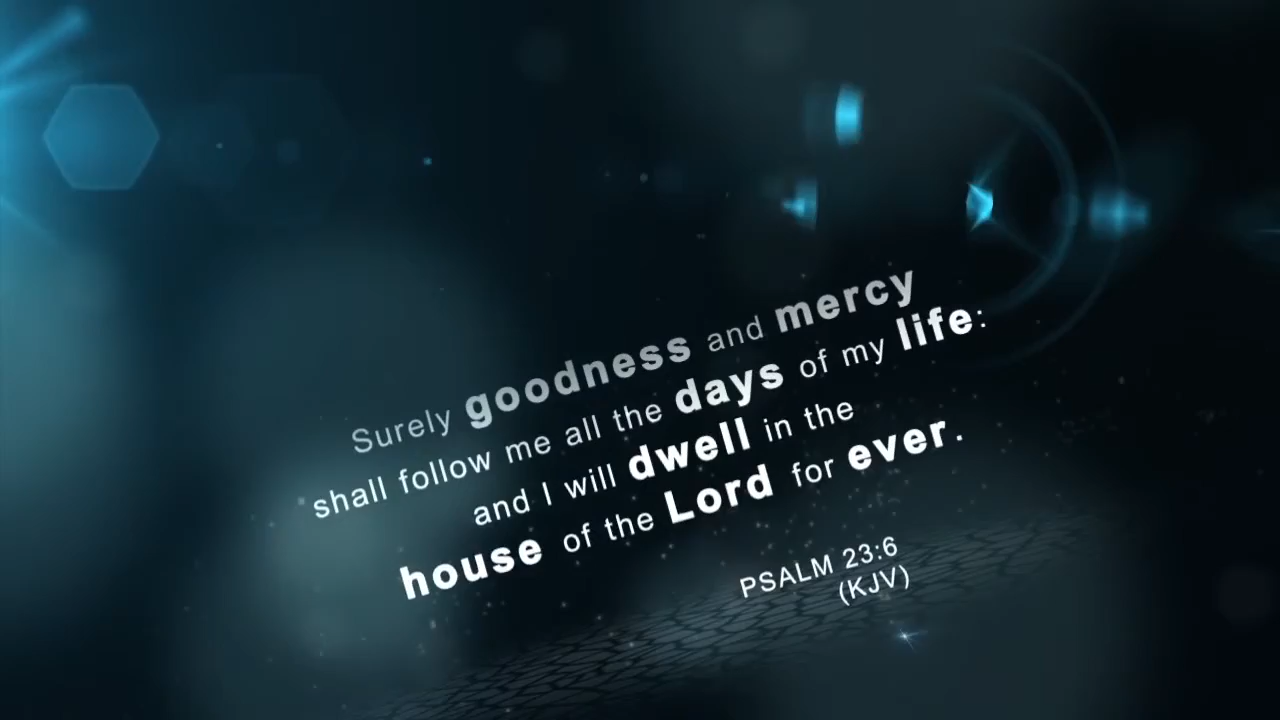 Surely goodness and mercy
shall follow me all the days of my life:
and I will dwell in the
house of the Lord for ever.
PSALM 23:6
(KJV)